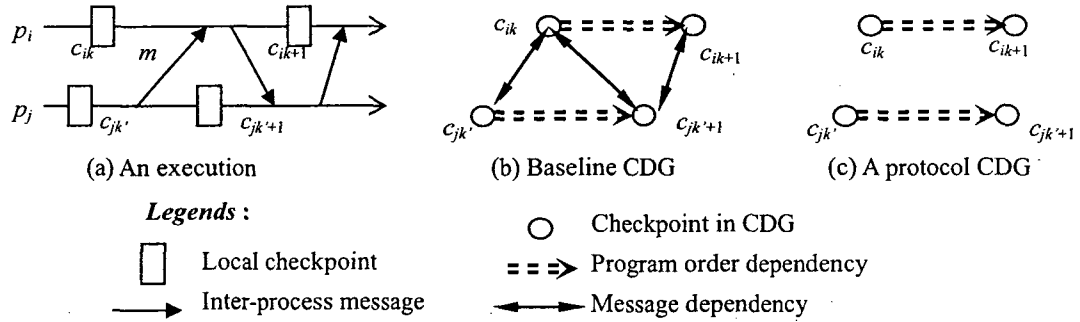 p_i
c_ik
m
c_ik+1
p_j
c_jk'
c_jk'+1
(a) An execution
c_ik
c_ik+1
c_jk'
c_jk'+1
(b) Baseline CDG
c_ik
c_ik+1
c_jk'
c_jk'+1
(c) A protocol CDG
Legends :
Local checkpoint
Inter-process message
Checkpoint in CDG
Program order dependency
Message dependency